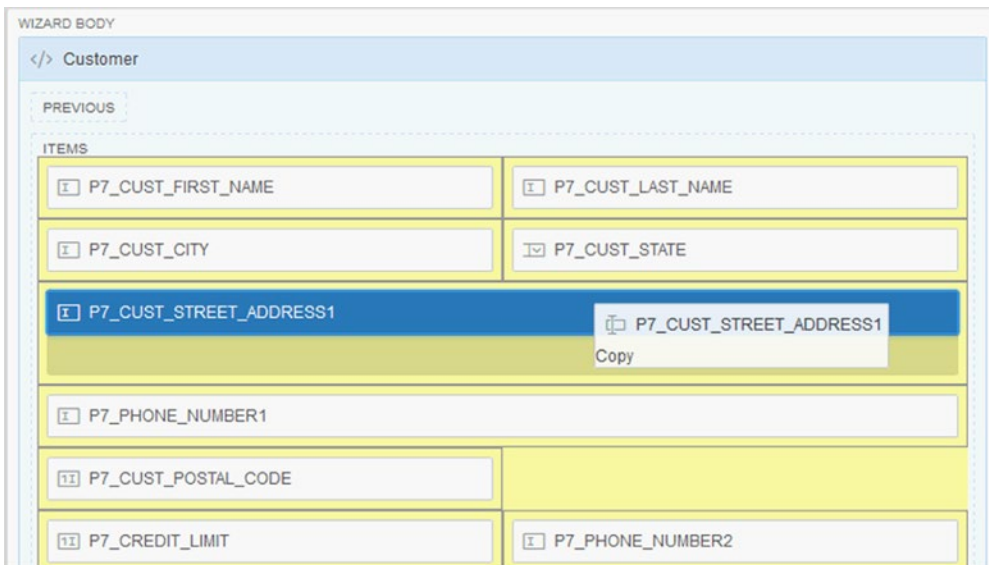 WIZARD BODY
</> Customer
PREVIOUS
ITEMS
P7_CUST_FIRST_NAME
P7_CUST_LAST_NAME
P7_CUST_CITY
P7_CUST_STATE
P7_CUST_STREET_ADDRESS1
P7_CUST_STREET_ADDRESS1
Copy
P7_PHONE_NUMBER1
P7_CUST_POSTAL_CODE
P7_CREDIT_LIMIT
P7_PHONE_NUMBER2